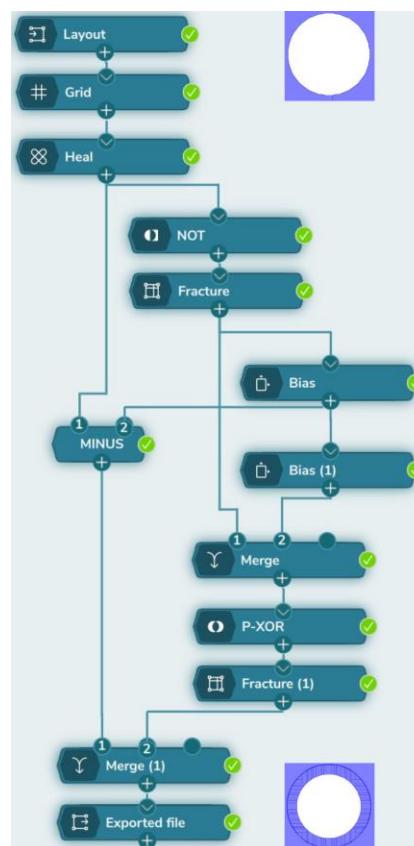 Layout
Grid
Heal
NOT
Fracture
Bias
1 2
MINUS
Bias (1)
1 2
Merge
P-XOR
Fracture (1)
1 2
Merge (1)
Exported file